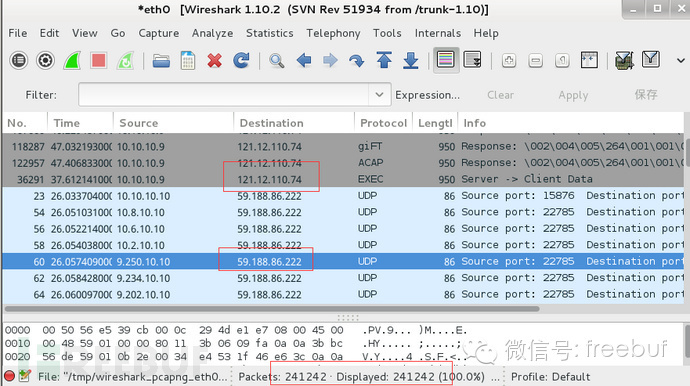 *eth0 [Wireshark 1.10.2 (SVN Rev 51934 from /trunk-1.10)]
File Edit View Go Capture Analyze Statistics Telephony Tools Internals Help
Filter: Expression... Clear Apply 保存
No. Time Source Destination Protocol Lengtl Info
118287 47.032193000 10.10.10.9 121.12.110.74 giFT 950 Response: \002\004\005\264\001\001\0
122957 47.406833000 10.10.10.9 121.12.110.74 ACAP 950 Response: \002\004\005\264\001\001\0
36291 37.612141000 10.10.10.9 121.12.110.74 EXEC 950 Server -> Client Data
23 26.033704000 10.10.10.10 59.188.86.222 UDP 86 Source port: 15876 Destination port
54 26.051031000 10.8.10.10 59.188.86.222 UDP 86 Source port: 22785 Destination port
56 26.052214000 10.6.10.10 59.188.86.222 UDP 86 Source port: 22785 Destination port
58 26.054038000 10.2.10.10 59.188.86.222 UDP 86 Source port: 22785 Destination port
60 26.057409000 9.250.10.10 59.188.86.222 UDP 86 Source port: 22785 Destination port
62 26.058428000 9.234.10.10 59.188.86.222 UDP 86 Source port: 22785 Destination port
64 26.060097000 9.202.10.10 59.188.86.222 UDP 86 Source port: 22785 Destination port
0000 00 50 56 e5 39 cb 00 0c 29 4d e1 e7 08 00 45 00 .PV.9... )M....E.
0010 00 48 59 01 00 00 80 11 3b 06 09 fa 0a 0a 3b bc
0020 56 de 59 01 0b 2e 00 34 e4 53 1f 46 e6 3c 0a 0a V.Y....4 .S.F.<..
微信号: freebuf
File: "/tmp/wireshark_pcapng_eth0... Packets: 241242 · Displayed: 241242 (100.0%) ... Profile: Default